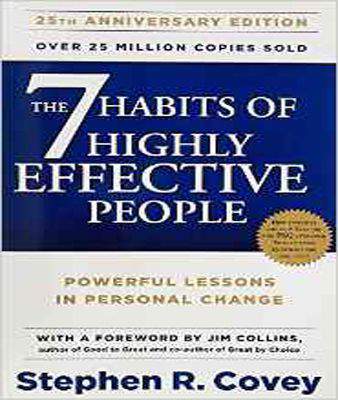 25TH ANNIVERSARY EDITION
OVER 25 MILLION COPIES SOLD
THE 7 HABITS OF
HIGHLY
EFFECTIVE
PEOPLE
POWERFUL LESSONS
IN PERSONAL CHANGE
WITH A FOREWORD BY JIM COLLINS,
author of Good to Great and co-author of Great by Choice
Stephen R. Covey